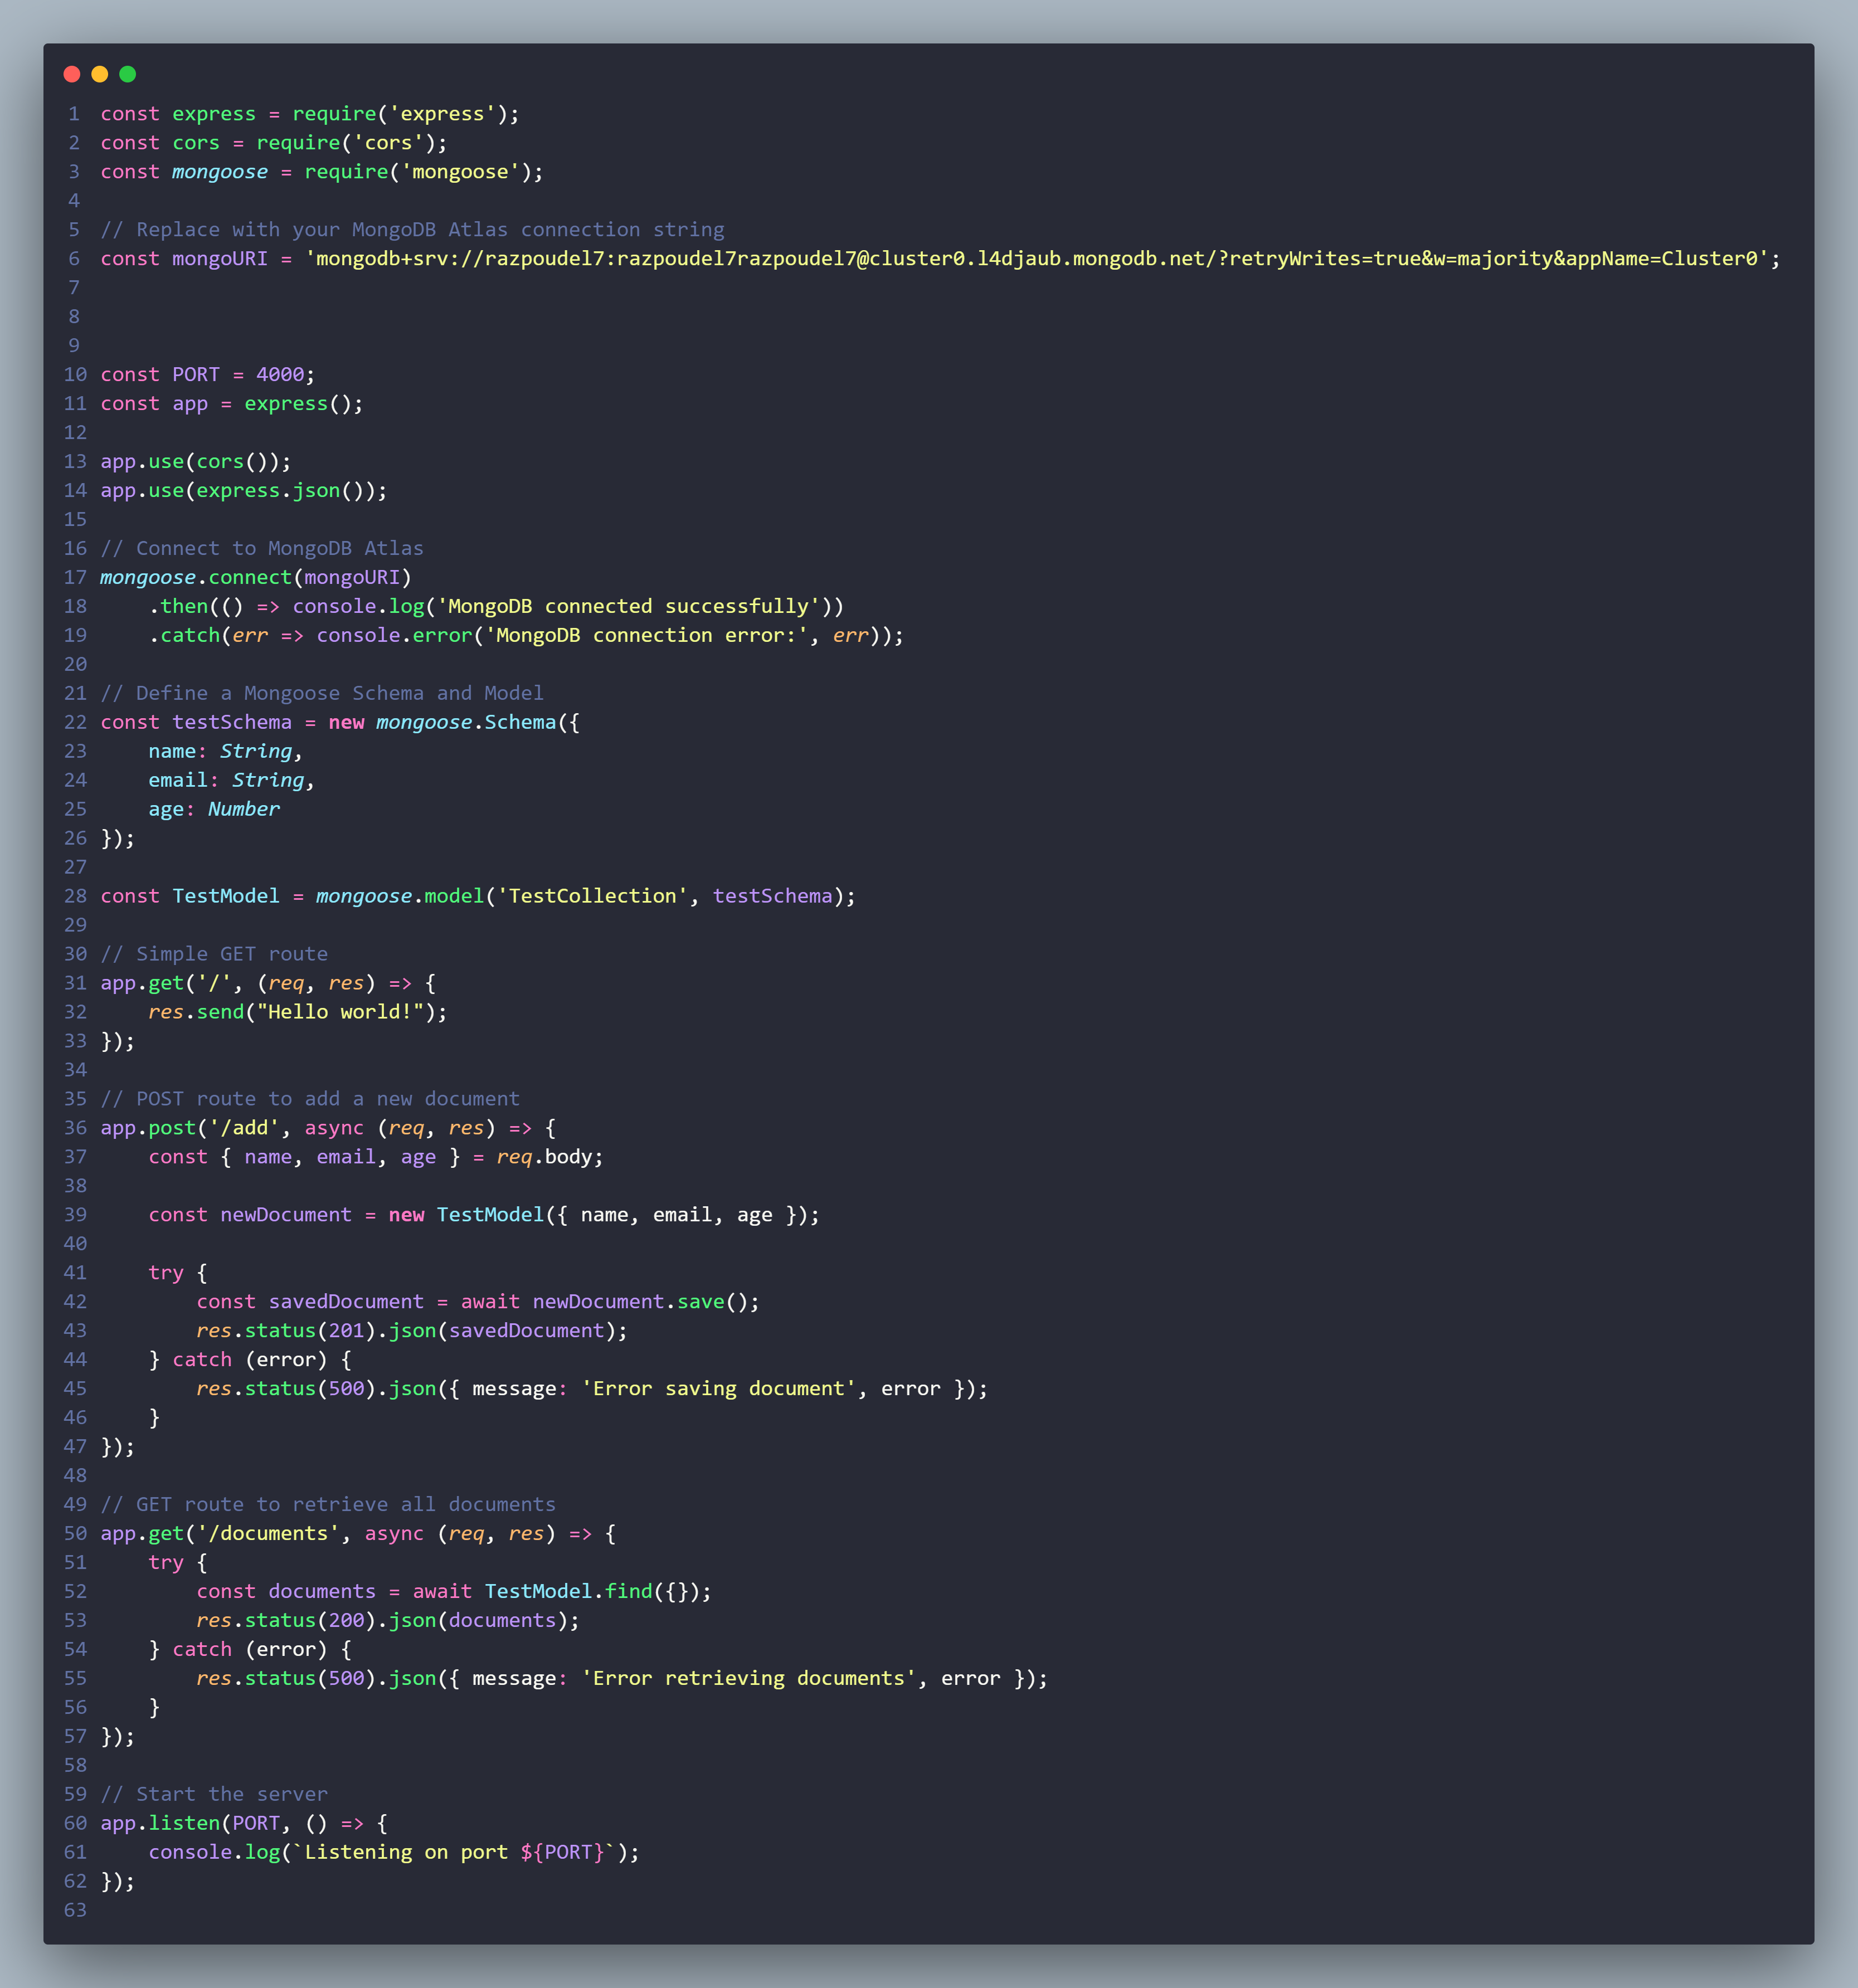 1 const express = require('express');
2 const cors = require('cors');
3 const mongoose = require('mongoose');
4
5 // Replace with your MongoDB Atlas connection string
6 const mongoURI = 'mongodb+srv://razpoudel7:razpoudel7razpoudel7@cluster0.l4djaub.mongodb.net/?retryWrites=true&w=majority&appName=Cluster0';
7
8
9
10 const PORT = 4000;
11 const app = express();
12
13 app.use(cors());
14 app.use(express.json());
15
16 // Connect to MongoDB Atlas
17 mongoose.connect(mongoURI)
18     .then(() => console.log('MongoDB connected successfully'))
19     .catch(err => console.error('MongoDB connection error:', err));
20
21 // Define a Mongoose Schema and Model
22 const testSchema = new mongoose.Schema({
23     name: String,
24     email: String,
25     age: Number
26 });
27
28 const TestModel = mongoose.model('TestCollection', testSchema);
29
30 // Simple GET route
31 app.get('/', (req, res) => {
32     res.send("Hello world!");
33 });
34
35 // POST route to add a new document
36 app.post('/add', async (req, res) => {
37     const { name, email, age } = req.body;
38
39     const newDocument = new TestModel({ name, email, age });
40
41     try {
42         const savedDocument = await newDocument.save();
43         res.status(201).json(savedDocument);
44     } catch (error) {
45         res.status(500).json({ message: 'Error saving document', error });
46     }
47 });
48
49 // GET route to retrieve all documents
50 app.get('/documents', async (req, res) => {
51     try {
52         const documents = await TestModel.find({});
53         res.status(200).json(documents);
54     } catch (error) {
55         res.status(500).json({ message: 'Error retrieving documents', error });
56     }
57 });
58
59 // Start the server
60 app.listen(PORT, () => {
61     console.log(`Listening on port ${PORT}`);
62 });
63